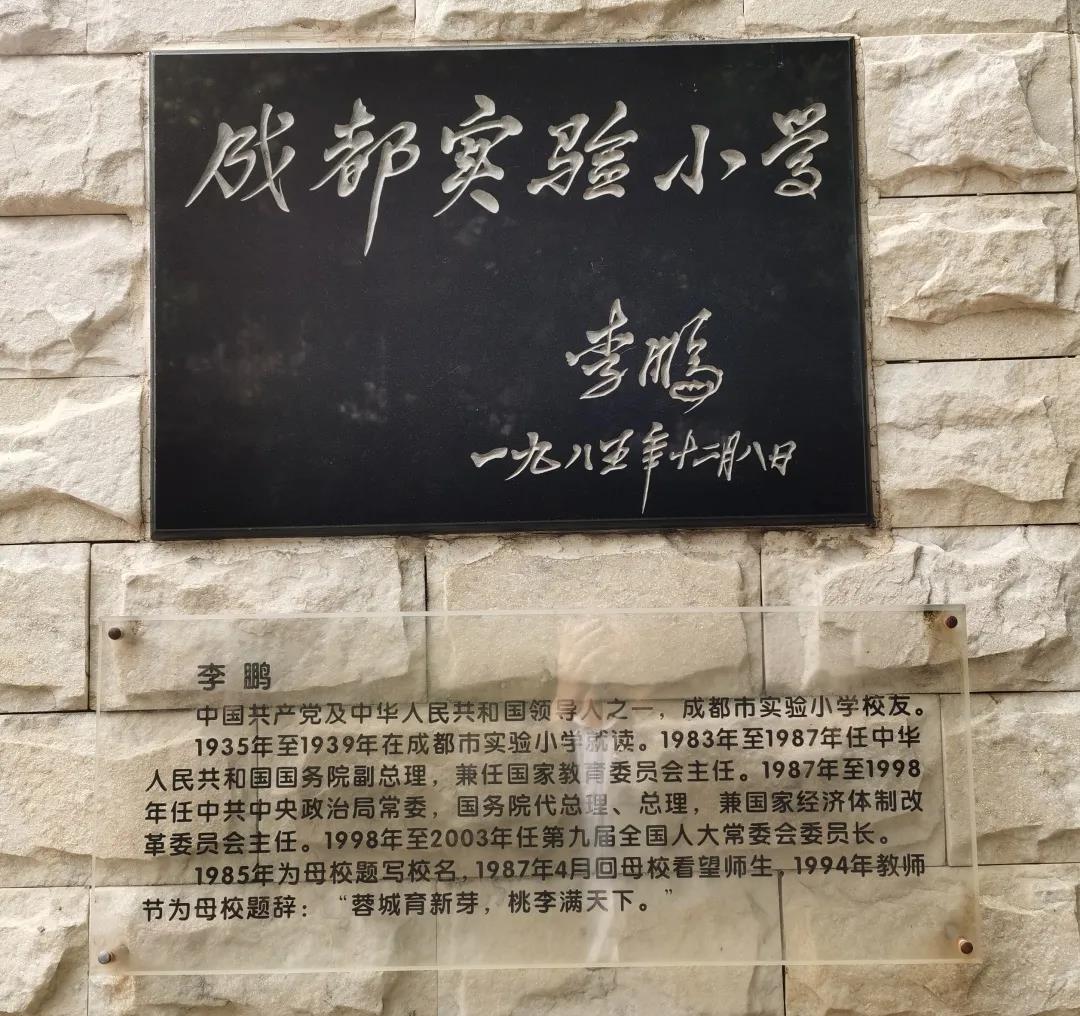 成都实验小学
李鹏
一九八五年十二月八日
李 鹏
中国共产党及中华人民共和国领导人之一，成都市实验小学校友。
1935年至1939年在成都市实验小学就读。1983年至1987年任中华
人民共和国国务院副总理，兼任国家教育委员会主任。1987年至1998
年任中共中央政治局常委，国务院代总理、总理，兼国家经济体制改
革委员会主任。1998年至2003年任第九届全国人大常委会委员长。
1985年为母校题写校名，1987年4月回母校看望师生。1994年教师
节为母校题辞：“蓉城育新芽，桃李满天下。”